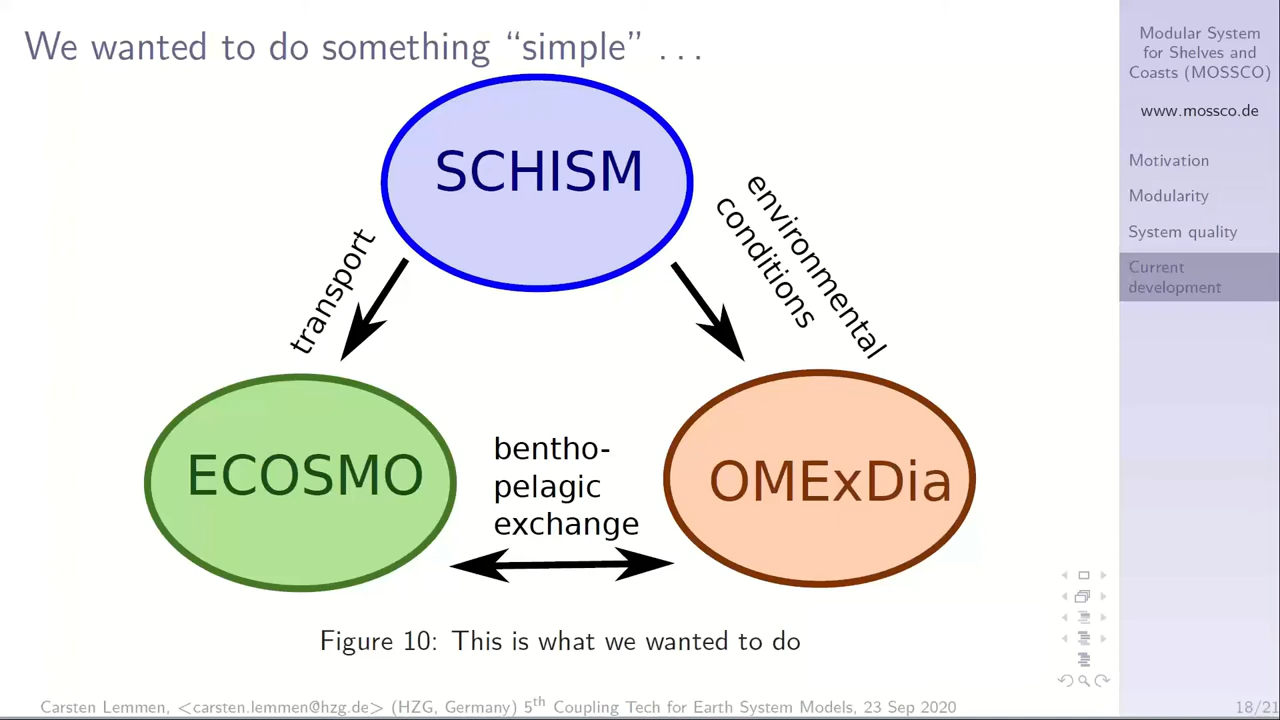 We wanted to do something “simple” ...
SCHISM
transport
environmental
conditions
ECOSMO
bentho-
pelagic
exchange
OMExDia
Figure 10: This is what we wanted to do
Carsten Lemmen, <carsten.lemmen@hzg.de> (HZG, Germany) 5th Coupling Tech for Earth System Models, 23 Sep 2020
Modular System
for Shelves and
Coasts (MOSSCO)
www.mossco.de
Motivation
Modularity
System quality
Current
development
18/21